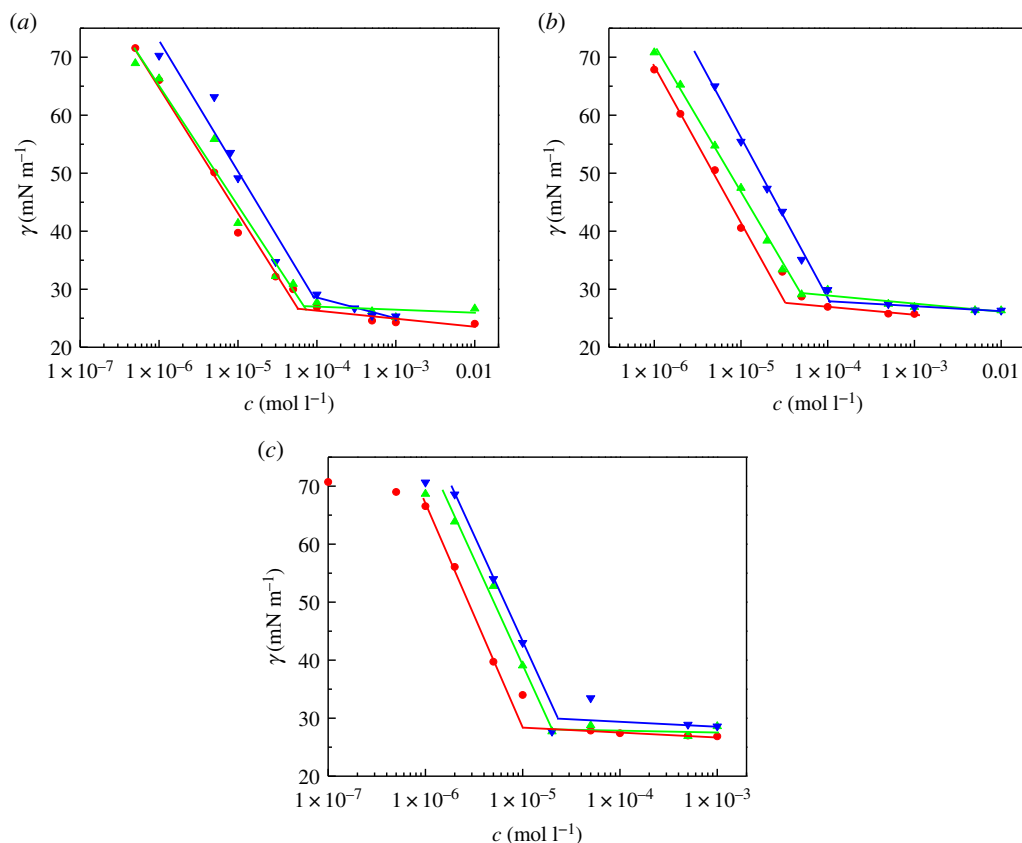 (a)
70
60
50
40
30
20
γ (mN m⁻¹)
1 × 10⁻⁷ 1 × 10⁻⁶ 1 × 10⁻⁵ 1 × 10⁻⁴ 1 × 10⁻³ 0.01
c (mol l⁻¹)
(b)
70
60
50
40
30
20
γ (mN m⁻¹)
1 × 10⁻⁶ 1 × 10⁻⁵ 1 × 10⁻⁴ 1 × 10⁻³ 0.01
c (mol l⁻¹)
(c)
70
60
50
40
30
20
γ (mN m⁻¹)
1 × 10⁻⁷ 1 × 10⁻⁶ 1 × 10⁻⁵ 1 × 10⁻⁴ 1 × 10⁻³
c (mol l⁻¹)